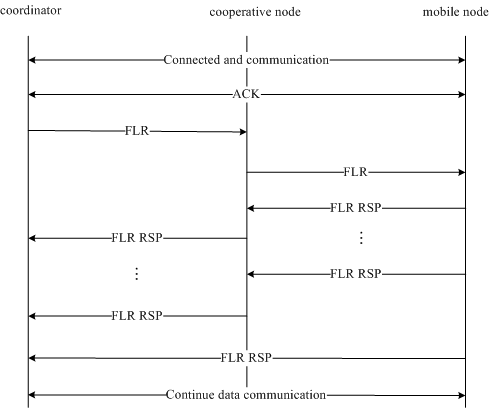 coordinator cooperative node mobile node
Connected and communication
ACK
FLR
FLR
FLR RSP
FLR RSP
FLR RSP
FLR RSP
FLR RSP
Continue data communication